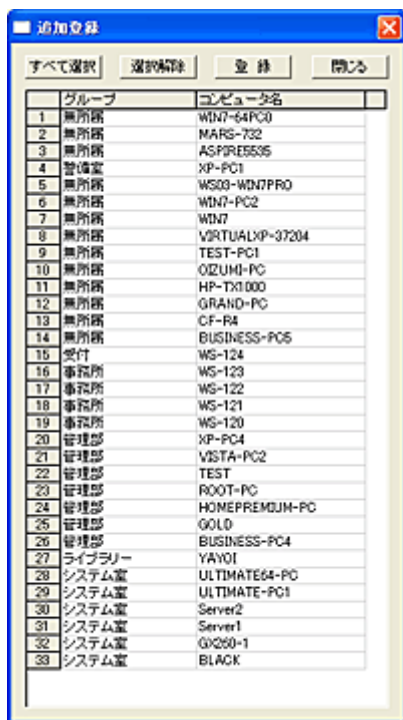 追加登録
すべて選択 選択解除 登 録 閉じる
グループ コンピュータ名
1 無所属 WIN7-64PC0
2 無所属 MARS-732
3 無所属 ASPIRE5535
4 警備室 XP-PC1
5 無所属 WS03-WIN7PRO
6 無所属 WIN7-PC2
7 無所属 WIN7
8 無所属 VIRTUALXP-37204
9 無所属 TEST-PC1
10 無所属 OIZUMI-PC
11 無所属 HP-TX1000
12 無所属 GRAND-PC
13 無所属 CF-R4
14 無所属 BUSINESS-PC5
15 受付 WS-124
16 事務所 WS-123
17 事務所 WS-122
18 事務所 WS-121
19 事務所 WS-120
20 管理部 XP-PC4
21 管理部 VISTA-PC2
22 管理部 TEST
23 管理部 ROOT-PC
24 管理部 HOMEPREMIUM-PC
25 管理部 GOLD
26 管理部 BUSINESS-PC4
27 ライブラリー YAYOI
28 システム室 ULTIMATE64-PC
29 システム室 ULTIMATE-PC1
30 システム室 Server2
31 システム室 Server1
32 システム室 GX260-1
33 システム室 BLACK